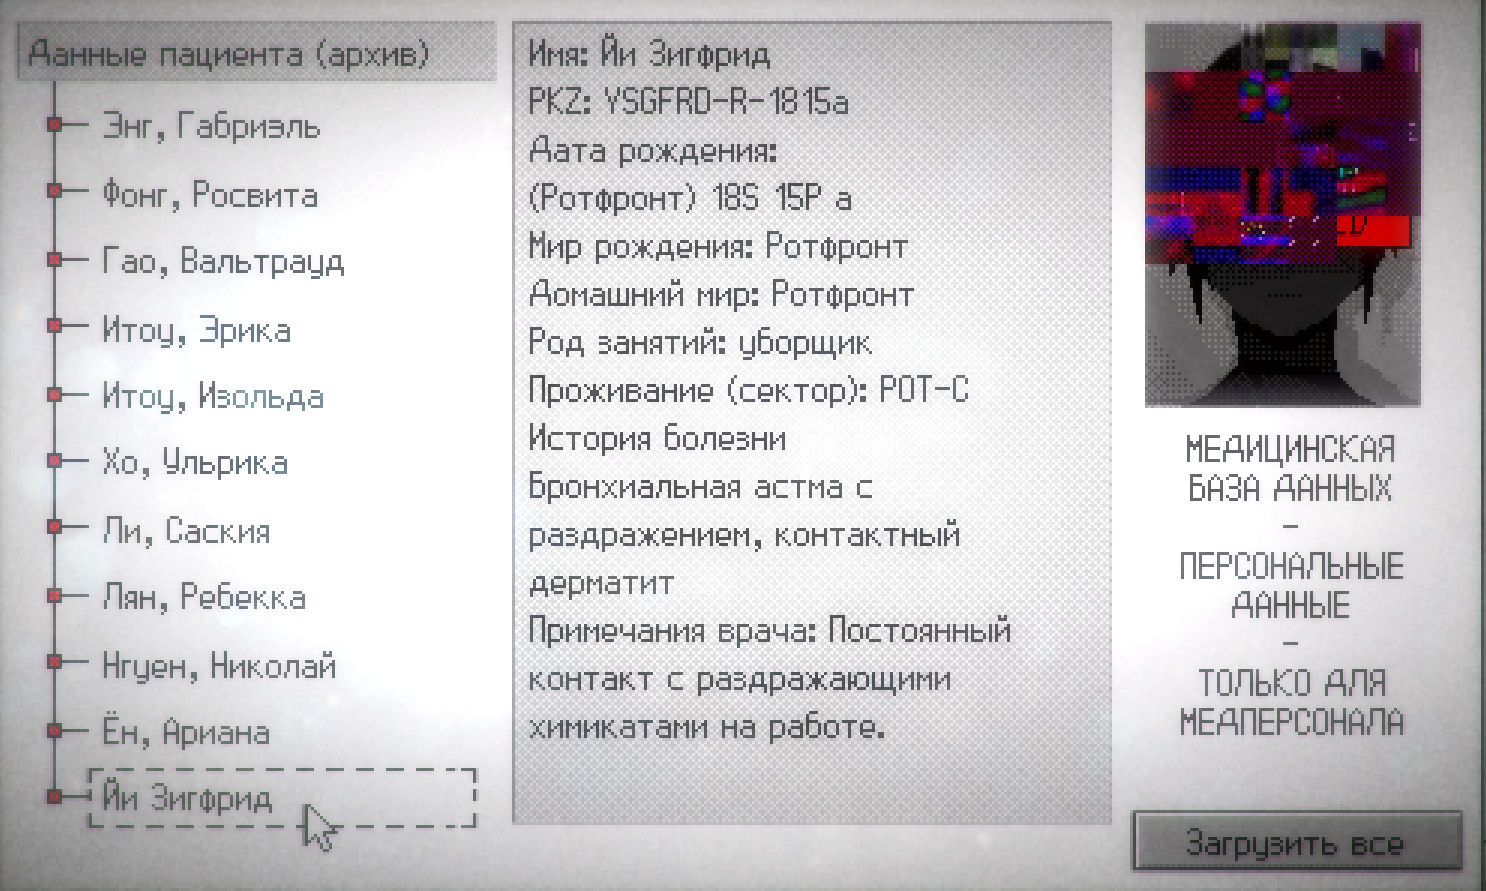 Данные пациента (архив)
Энг, Габриэль
Фонг, Росвита
Гао, Вальтрауд
Итоу, Эрика
Итоу, Изольда
Хо, Ульрика
Ли, Саския
Лян, Ребекка
Нгуен, Николай
Ён, Ариана
Йи Зигфрид
Имя: Йи Зигфрид
PKZ: YSGFRD-R-1815a
Дата рождения:
(Ротфронт) 18S 15P a
Мир рождения: Ротфронт
Домашний мир: Ротфронт
Род занятий: уборщик
Проживание (сектор): РОТ-С
История болезни
Бронхиальная астма с
раздражением, контактный
дерматит
Примечания врача: Постоянный
контакт с раздражающими
химикатами на работе.
МЕДИЦИНСКАЯ
БАЗА ДАННЫХ
–
ПЕРСОНАЛЬНЫЕ
ДАННЫЕ
–
ТОЛЬКО ДЛЯ
МЕДПЕРСОНАЛА
Загрузить все